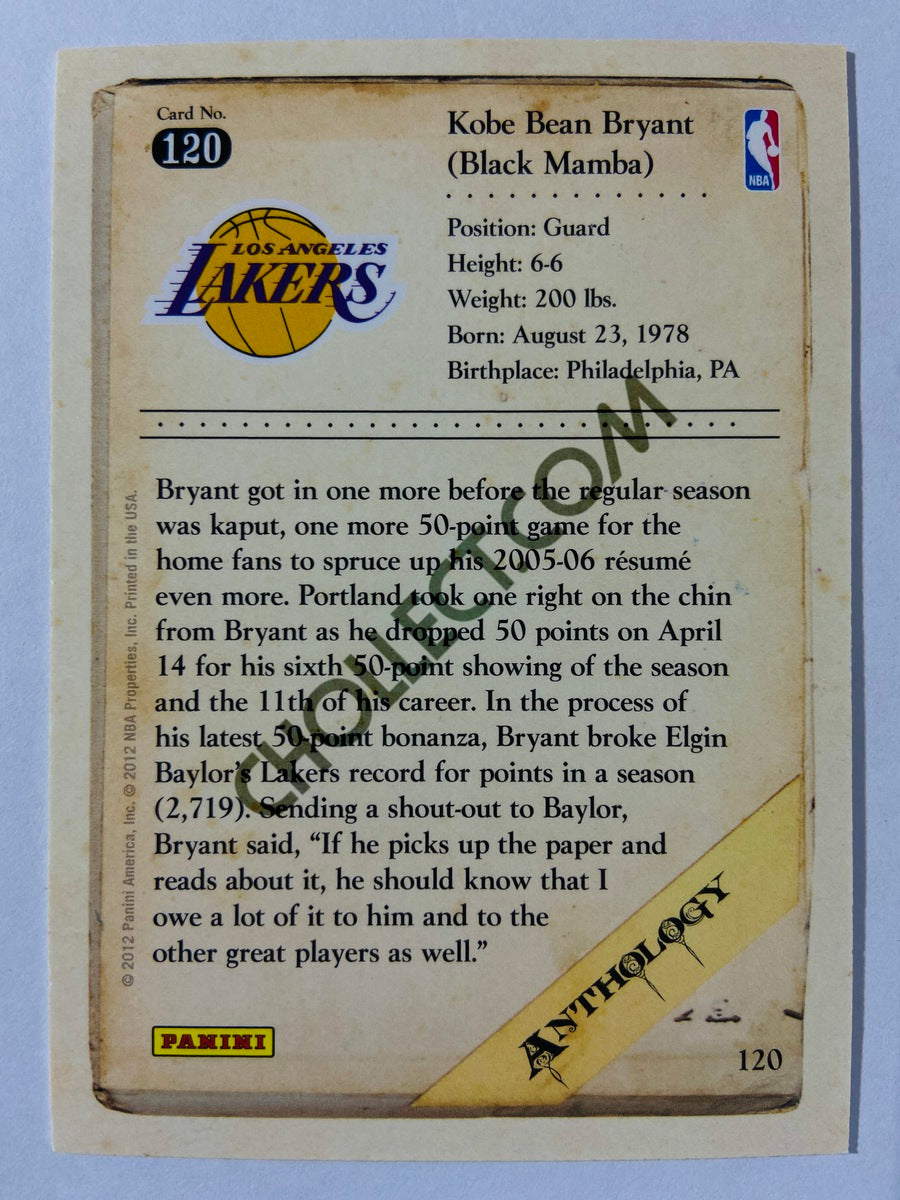 Card No.
120
Kobe Bean Bryant
(Black Mamba)
NBA
LOS ANGELES
LAKERS
Position: Guard
Height: 6-6
Weight: 200 lbs.
Born: August 23, 1978
Birthplace: Philadelphia, PA
Bryant got in one more before the regular season
was kaput, one more 50-point game for the
home fans to spruce up his 2005-06 résumé
even more. Portland took one right on the chin
from Bryant as he dropped 50 points on April
14 for his sixth 50-point showing of the season
and the 11th of his career. In the process of
his latest 50-point bonanza, Bryant broke Elgin
Baylor's Lakers record for points in a season
(2,719). Sending a shout-out to Baylor,
Bryant said, “If he picks up the paper and
reads about it, he should know that I
owe a lot of it to him and to the
other great players as well.”
© 2012 Panini America, Inc. © 2012 NBA Properties, Inc. Printed in the USA.
CHOLLECT.COM
ANTHOLOGY
PANINI
120